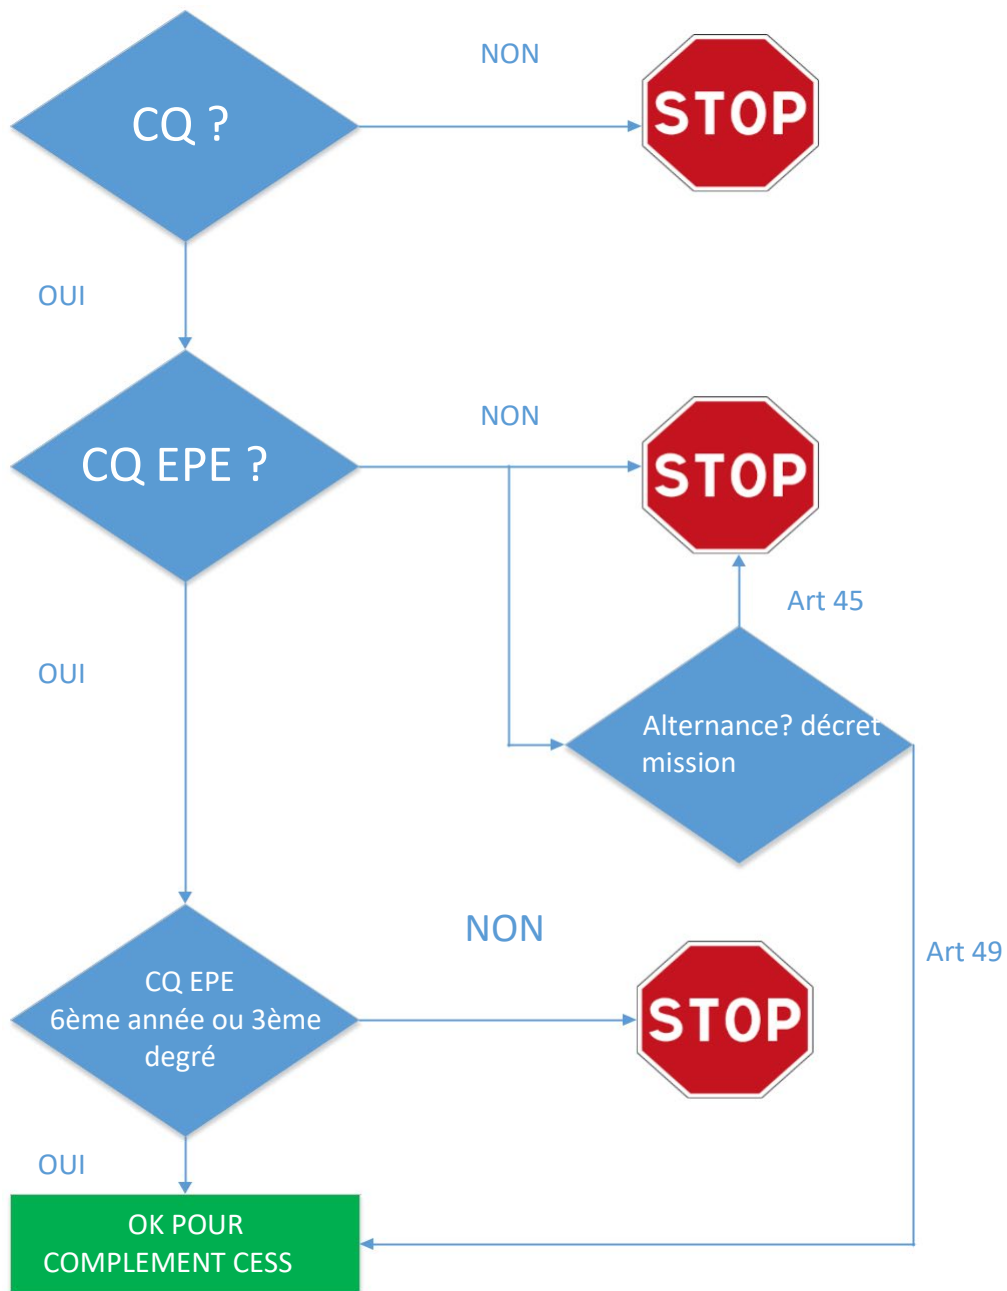 NON
CQ ?
STOP
OUI
NON
CQ EPE ?
STOP
Art 45
OUI
Alternance? décret
mission
NON
Art 49
CQ EPE
6ème année ou 3ème
degré
STOP
OUI
OK POUR
COMPLEMENT CESS